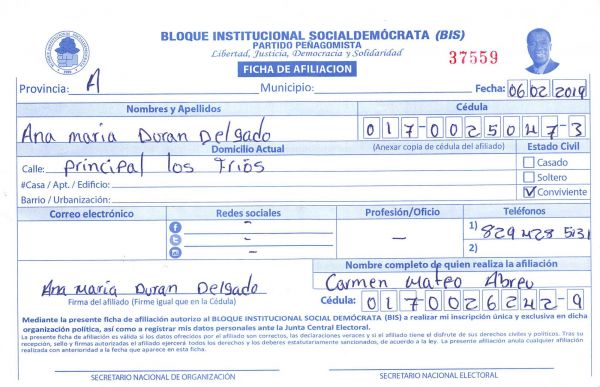 BLOQUE INSTITUCIONAL SOCIALDEMÓCRATA (BIS)
PARTIDO PEÑAGOMISTA
Libertad, Justicia, Democracia y Solidaridad
37559
FICHA DE AFILIACION
Provincia: A Municipio: Fecha: 06 02 2019
Nombres y Apellidos Cédula
Ana maria Duran Delgado 017-0025047-3
Domicilio Actual (Anexar copia de cédula del afiliado) Estado Civil
Calle: principal los Trios Casado
#Casa / Apt. / Edificio: Soltero
Barrio / Urbanización: Conviviente
Correo electrónico Redes sociales Profesión/Oficio Teléfonos
1) 829 428 5131
2)
Nombre completo de quien realiza la afiliación
Ana maria Duran Delgado Carmen Mateo Abreu
Firma del afiliado (Firme igual que en la Cédula) Cédula: 0170026242-9
Mediante la presente ficha de afiliación autorizo al BLOQUE INSTITUCIONAL SOCIAL DEMÓCRATA (BIS) a realizar mi inscripción única y exclusiva en dicha
organización política, así como a registrar mis datos personales ante la Junta Central Electoral.
La presente ficha de afiliación es válida si los datos ofrecidos por el afiliado son correctos, las declaraciones veraces y si el afiliado tiene el disfrute de sus derechos civiles y políticos. Tras su
recepción, sello y firmas autorizadas el afiliado ejercerá todos los derechos y los deberes estatutariamente sancionados, de acuerdo a la ley. La presente afiliación anula cualquier afiliación
realizada con anterioridad a la fecha que aparece en esta ficha.
SECRETARIO NACIONAL DE ORGANIZACIÓN SECRETARIO NACIONAL ELECTORAL